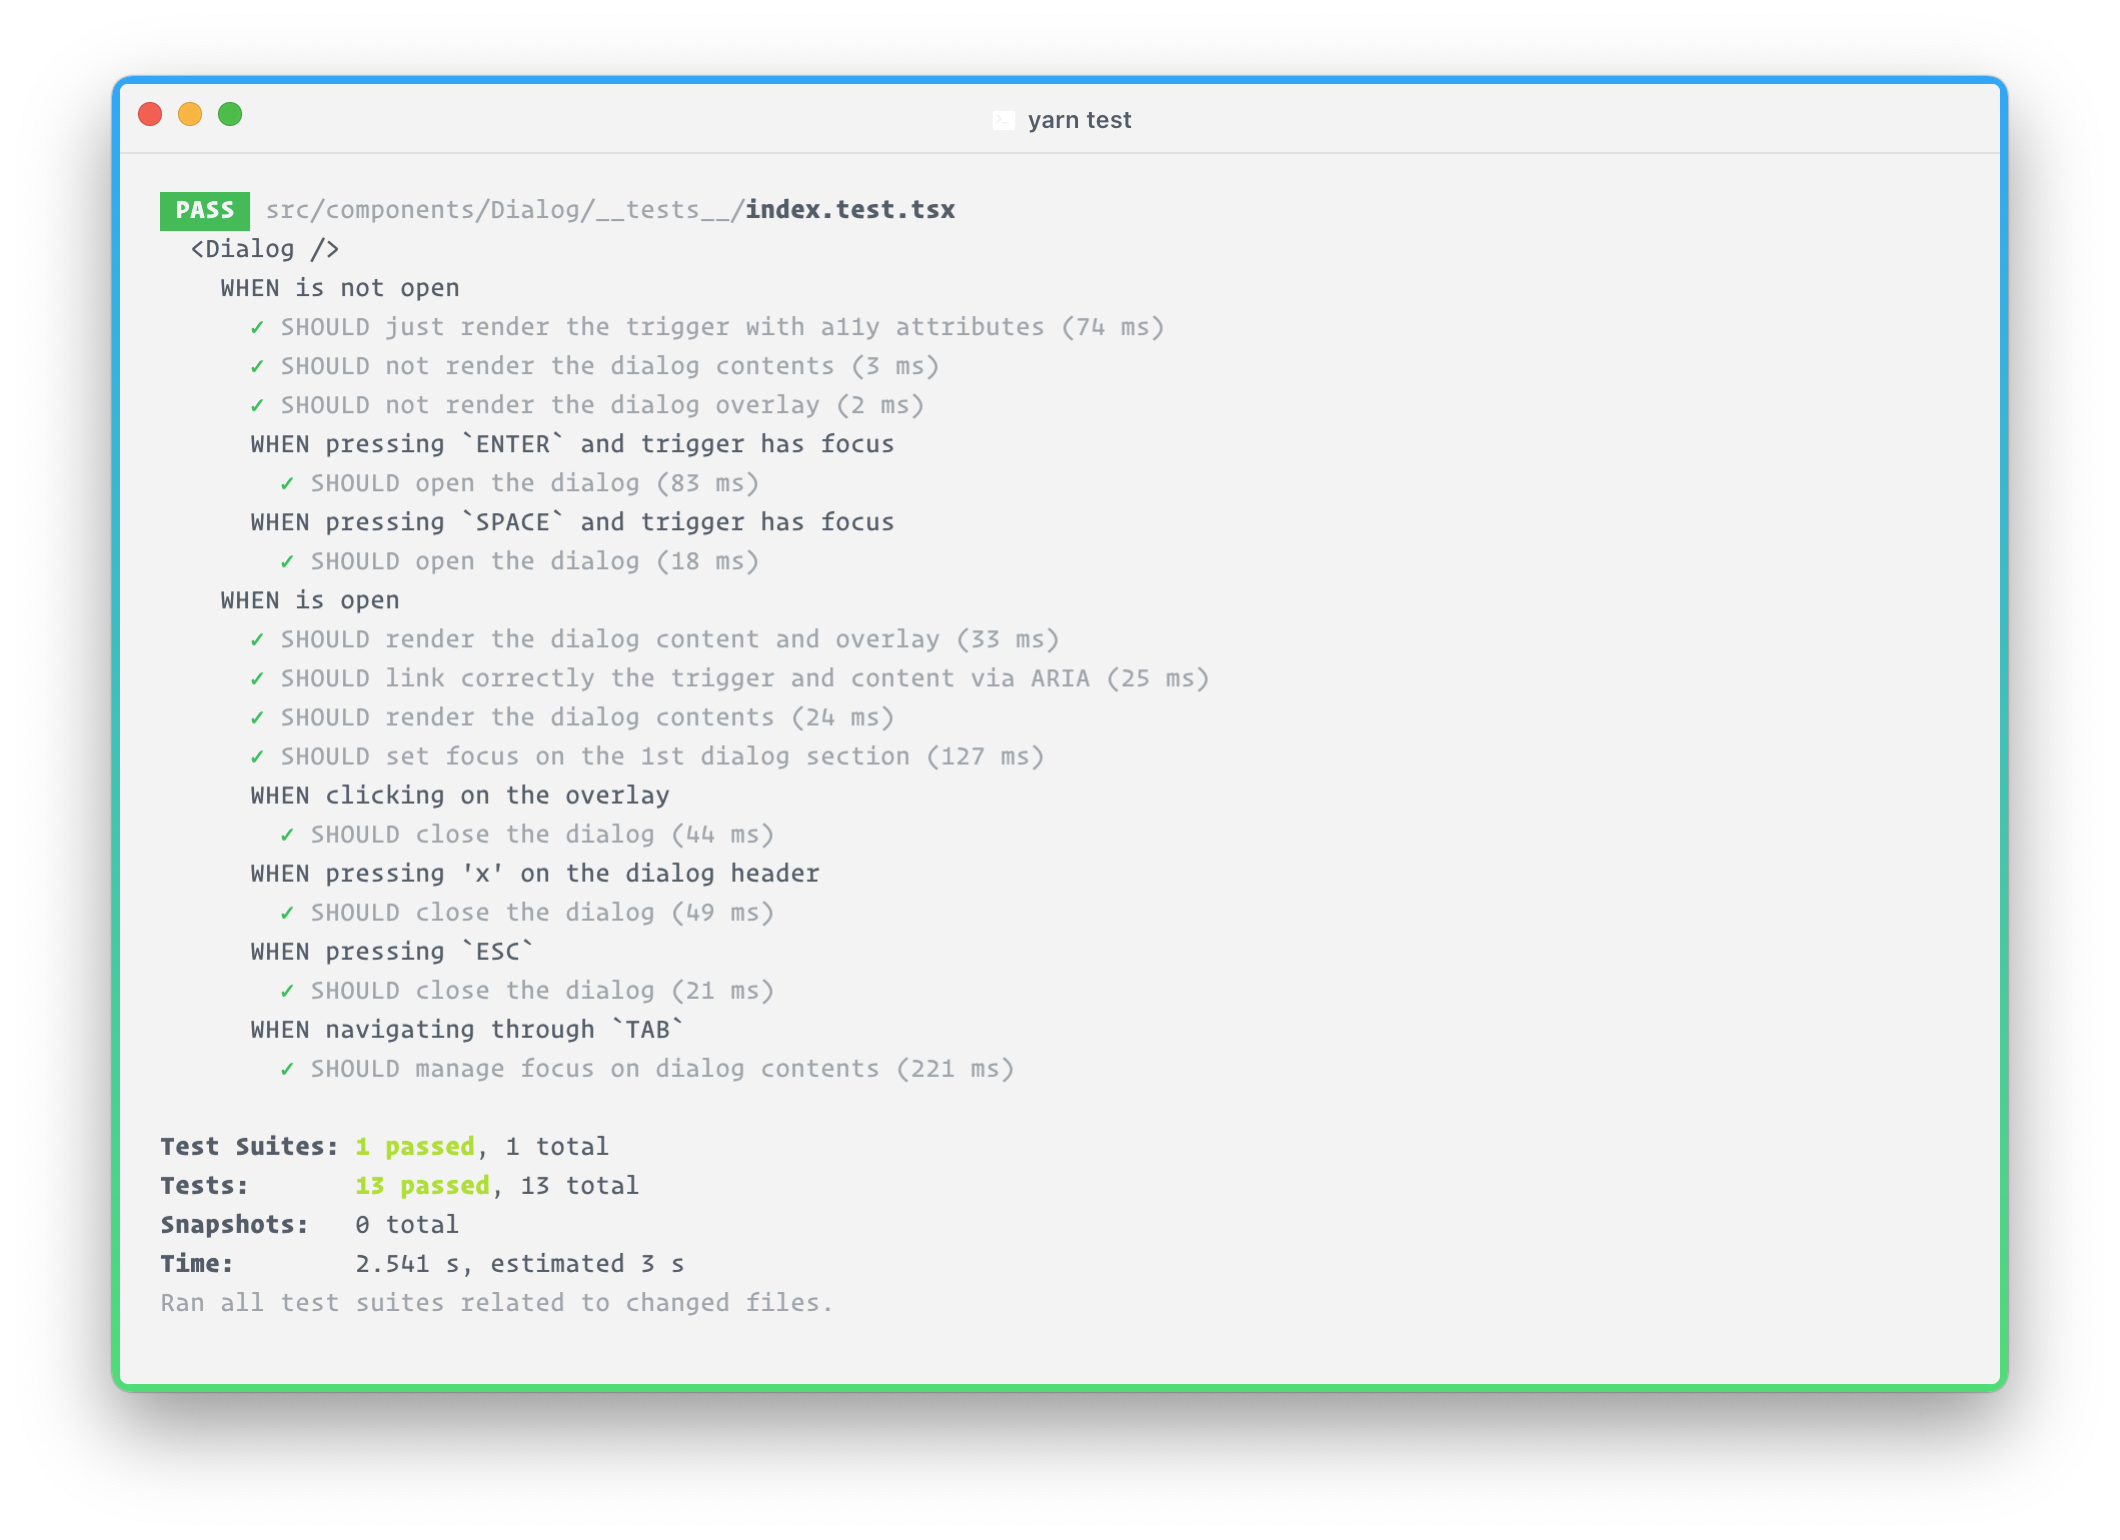 yarn test
PASS src/components/Dialog/__tests__/index.test.tsx
<Dialog />
WHEN is not open
✓ SHOULD just render the trigger with a11y attributes (74 ms)
✓ SHOULD not render the dialog contents (3 ms)
✓ SHOULD not render the dialog overlay (2 ms)
WHEN pressing `ENTER` and trigger has focus
✓ SHOULD open the dialog (83 ms)
WHEN pressing `SPACE` and trigger has focus
✓ SHOULD open the dialog (18 ms)
WHEN is open
✓ SHOULD render the dialog content and overlay (33 ms)
✓ SHOULD link correctly the trigger and content via ARIA (25 ms)
✓ SHOULD render the dialog contents (24 ms)
✓ SHOULD set focus on the 1st dialog section (127 ms)
WHEN clicking on the overlay
✓ SHOULD close the dialog (44 ms)
WHEN pressing 'x' on the dialog header
✓ SHOULD close the dialog (49 ms)
WHEN pressing `ESC`
✓ SHOULD close the dialog (21 ms)
WHEN navigating through `TAB`
✓ SHOULD manage focus on dialog contents (221 ms)
Test Suites: 1 passed, 1 total
Tests: 13 passed, 13 total
Snapshots: 0 total
Time: 2.541 s, estimated 3 s
Ran all test suites related to changed files.